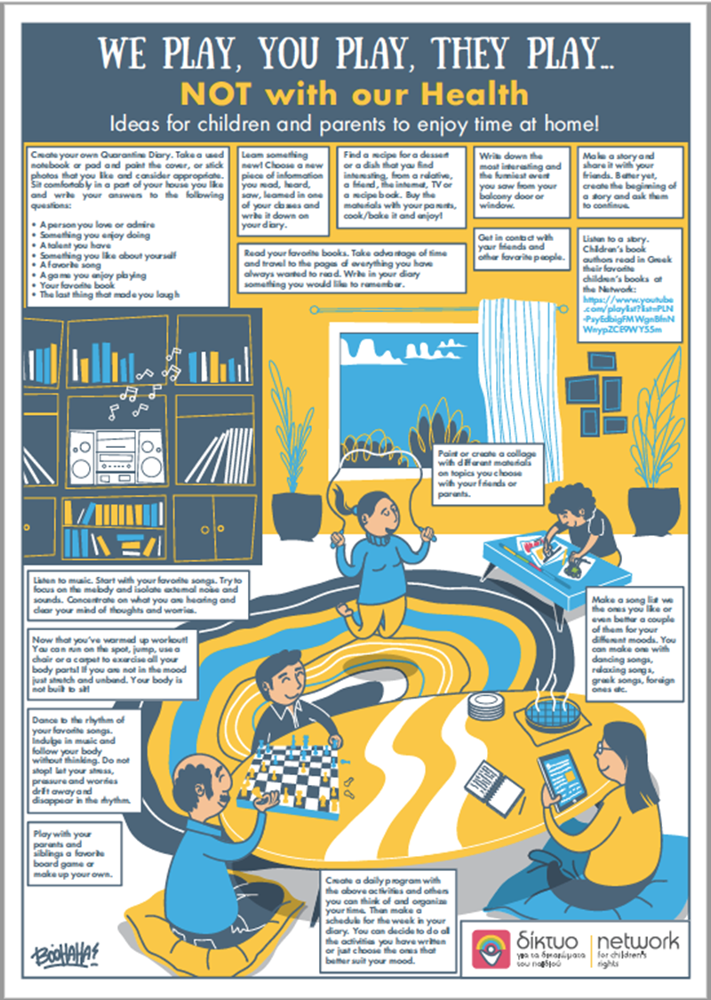 WE PLAY, YOU PLAY, THEY PLAY...
NOT with our Health
Ideas for children and parents to enjoy time at home!
Create your own Quarantine Diary. Take a used
notebook or pad and paint the cover, or stick
photos that you like and consider appropriate.
Sit comfortably in a part of your house you like
and write your answers to the following
questions:
• A person you love or admire
• Something you enjoy doing
• A talent you have
• Something you like about yourself
• A favorite song
• A game you enjoy playing
• Your favorite book
• The last thing that made you laugh
Learn something
new! Choose a new
piece of information
you read, heard,
saw, learned in one
of your classes and
write it down on
your diary.
Find a recipe for a dessert
or a dish that you find
interesting, from a relative,
a friend, the internet, TV or
a recipe book. Buy the
materials with your parents,
cook/bake it and enjoy!
Write down the
most interesting and
the funniest event
you saw from your
balcony door or
window.
Make a story and
share it with your
friends. Better yet,
create the beginning of
a story and ask them
to continue.
Read your favorite books. Take advantage of time
and travel to the pages of everything you have
always wanted to read. Write in your diary
something you would like to remember.
Get in contact with
your friends and
other favorite people.
Listen to a story.
Children's book
authors read in Greek
their favorite
children's books at
the Network:
https://www.youtube
.com/playlist?list=PLN
Paint or create a collage
with different materials
on topics you choose
with your friends or
parents.
Listen to music. Start with your favorite songs. Try to
focus on the melody and isolate external noise and
sounds. Concentrate on what you are hearing and
clear your mind of thoughts and worries.
Now that you've warmed up workout!
You can run on the spot, jump, use a
chair or a carpet to exercise all your
body parts! If you are not in the mood
just stretch and unbend. Your body is
not built to sit!
Make a song list we
the ones you like or
even better a couple
of them for your
different moods. You
can make one with
dancing songs,
relaxing songs,
greek songs, foreign
ones etc.
Dance to the rhythm of
your favorite songs.
Indulge in music and
follow your body
without thinking. Do not
stop! Let your stress,
pressure and worries
drift away and
disappear in the rhythm.
Play with your
parents and
siblings a favorite
board game or
make up your own.
Create a daily program with
the above activities and others
you can think of and organize
your time. Then make a
schedule for the week in your
diary. You can decide to do all
the activities you have written
or just choose the ones that
better suit your mood.
BOOHAHAS
δίκτυο
για τα δικαιώματα
του παιδιού
network
for children's
rights